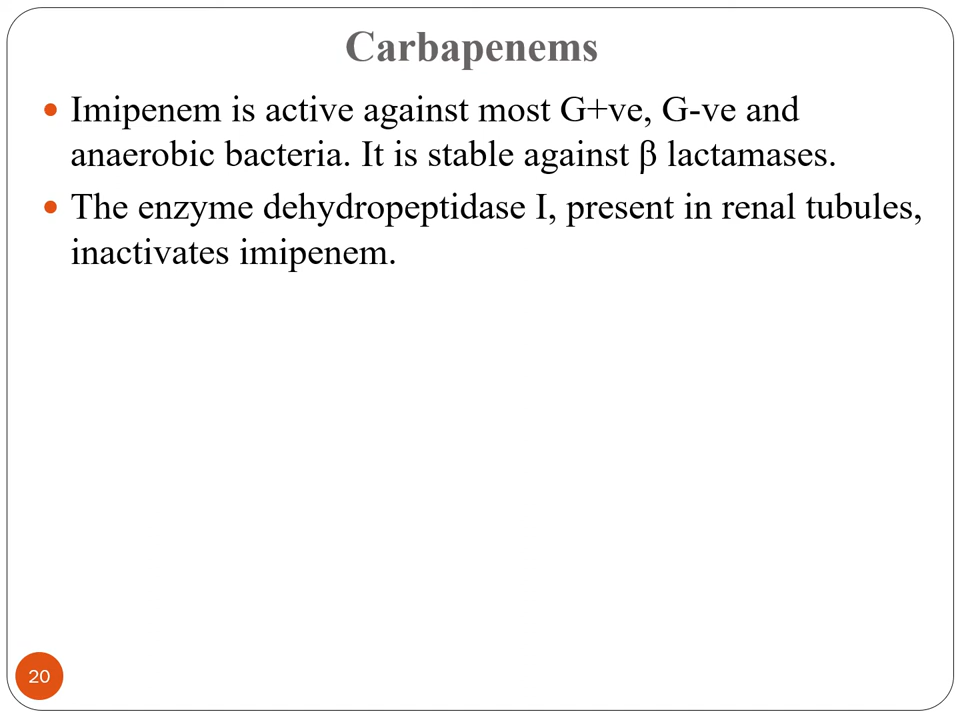 Carbapenems
Imipenem is active against most G+ve, G-ve and
anaerobic bacteria. It is stable against β lactamases.
The enzyme dehydropeptidase I, present in renal tubules,
inactivates imipenem.
20